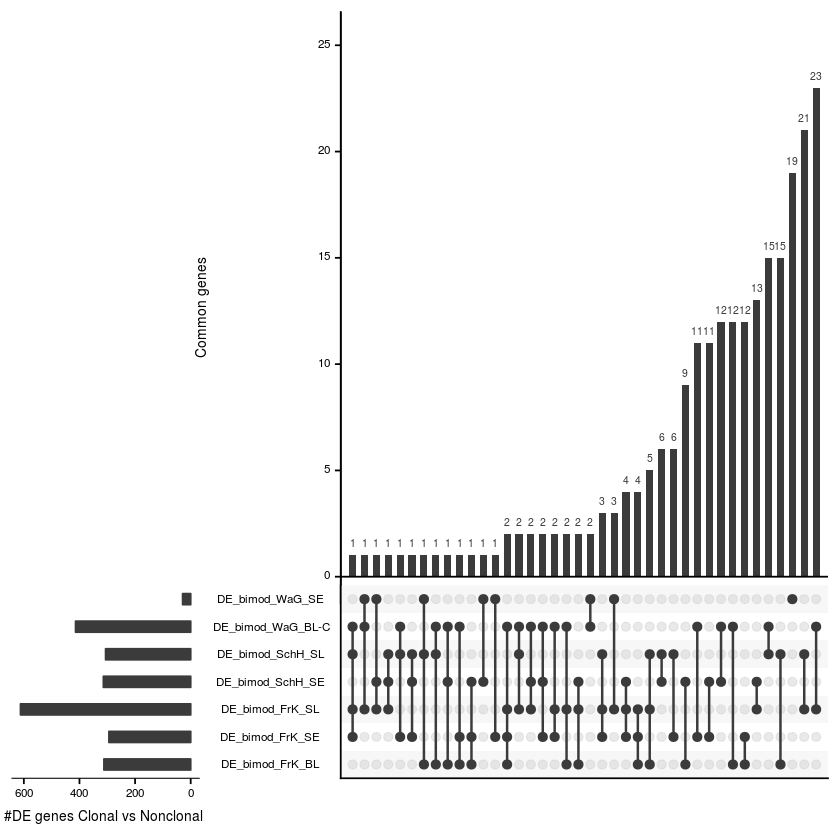 25
20
15
10
5
0
Common genes
1 1 1 1 1 1 1 1 1 1 1 1 1 2 2 2 2 2 2 2 2 3 3 4 4 5 6 6 9 11 11 12 12 12 13 15 15 19 21 23
DE_bimod_WaG_SE
DE_bimod_WaG_BL-C
DE_bimod_SchH_SL
DE_bimod_SchH_SE
DE_bimod_FrK_SL
DE_bimod_FrK_SE
DE_bimod_FrK_BL
600 400 200 0
#DE genes Clonal vs Nonclonal